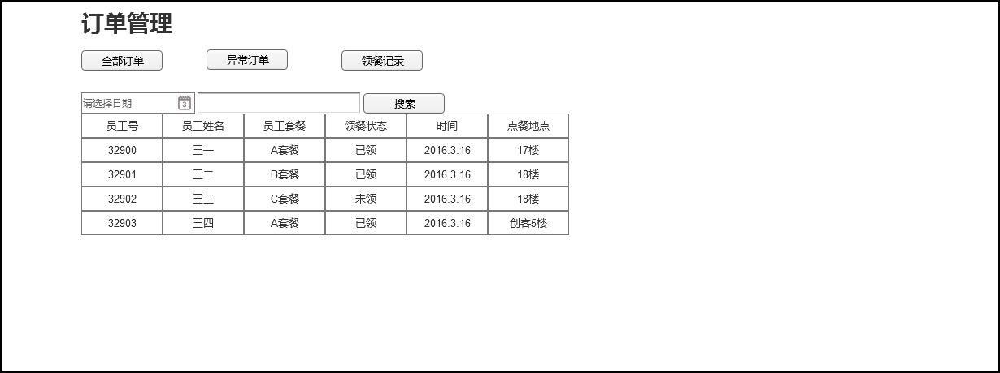 订单管理
全部订单 异常订单 领餐记录
请选择日期 3 搜索
员工号 员工姓名 员工套餐 领餐状态 时间 点餐地点
32900 王一 A套餐 已领 2016.3.16 17楼
32901 王二 B套餐 已领 2016.3.16 18楼
32902 王三 C套餐 未领 2016.3.16 18楼
32903 王四 A套餐 已领 2016.3.16 创客5楼